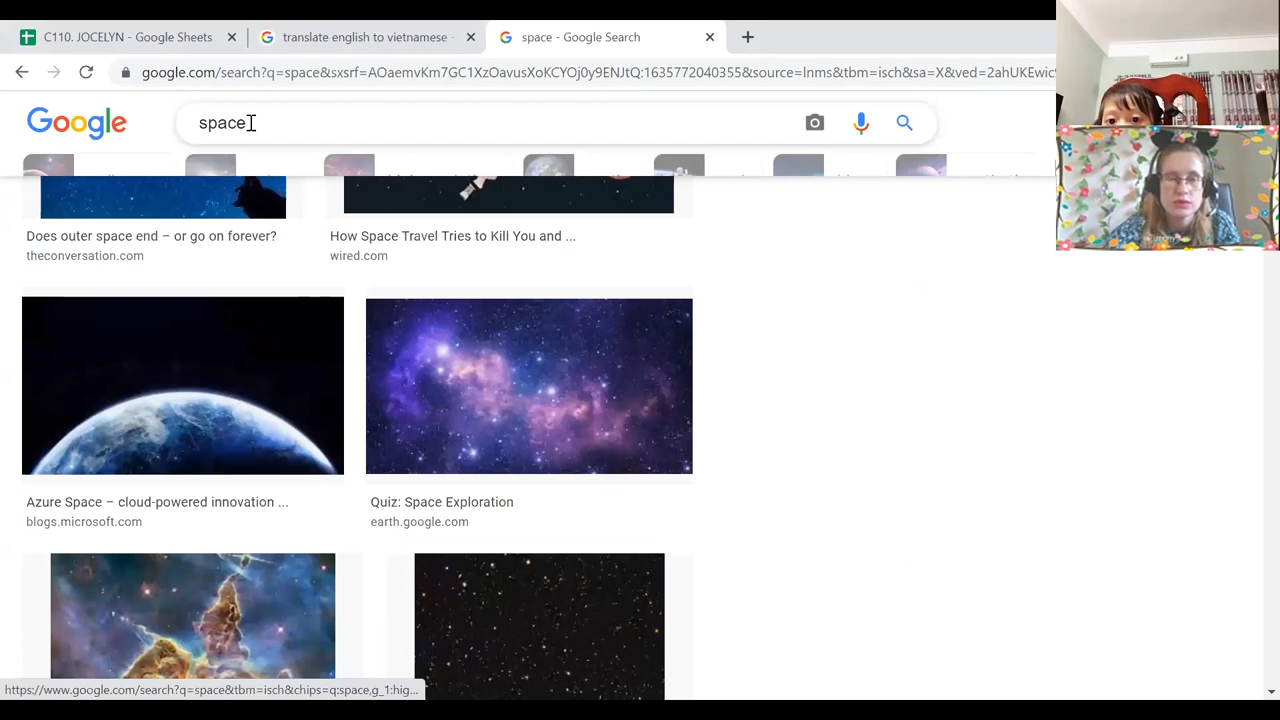 C110. JOCELYN - Google Sheets
translate english to vietnamese -
space - Google Search
google.com/search?q=space&sxsrf=AOaemvKm7GC1XzOavusXoKCYOj0y9ENJtQ:1635772040355&source=lnms&tbm=isch&sa=X&ved=2ahUKEwic
Google
space
Does outer space end – or go on forever?
theconversation.com
How Space Travel Tries to Kill You and ...
wired.com
Azure Space – cloud-powered innovation ...
blogs.microsoft.com
Quiz: Space Exploration
earth.google.com
https://www.google.com/search?q=space&tbm=isch&chips=q:space,g_1:hig...